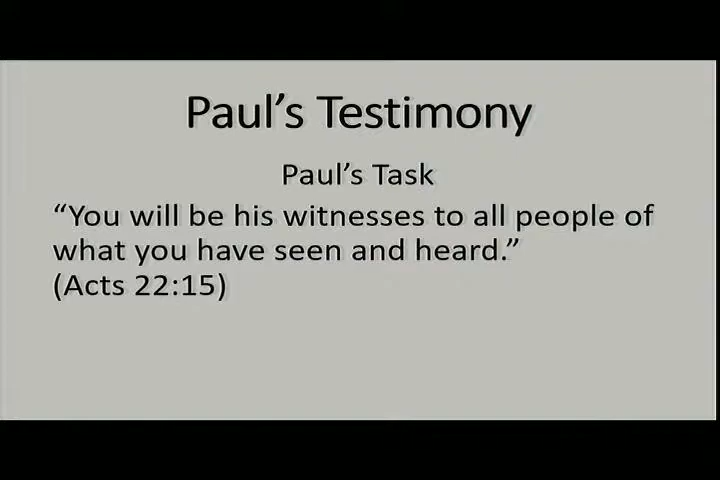 Paul’s Testimony
Paul’s Task
“You will be his witnesses to all people of
what you have seen and heard.”
(Acts 22:15)